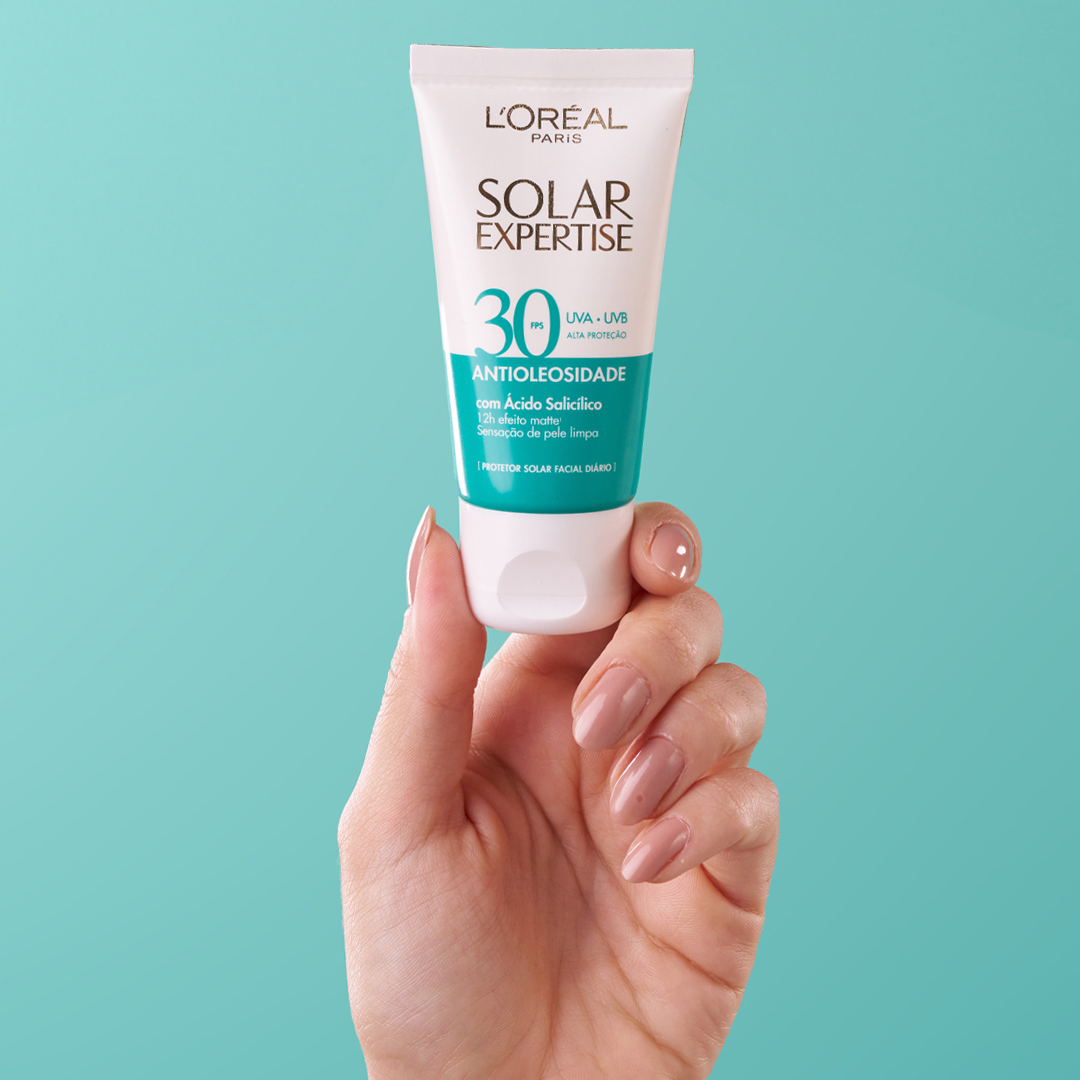 L'ORÉAL
PARiS
SOLAR
EXPERTISE
30 FPS UVA • UVB
ALTA PROTEÇÃO
ANTIOLEOSIDADE
com Ácido Salicílico
12h efeito matte¹
Sensação de pele limpa
[ PROTETOR SOLAR FACIAL DIÁRIO ]